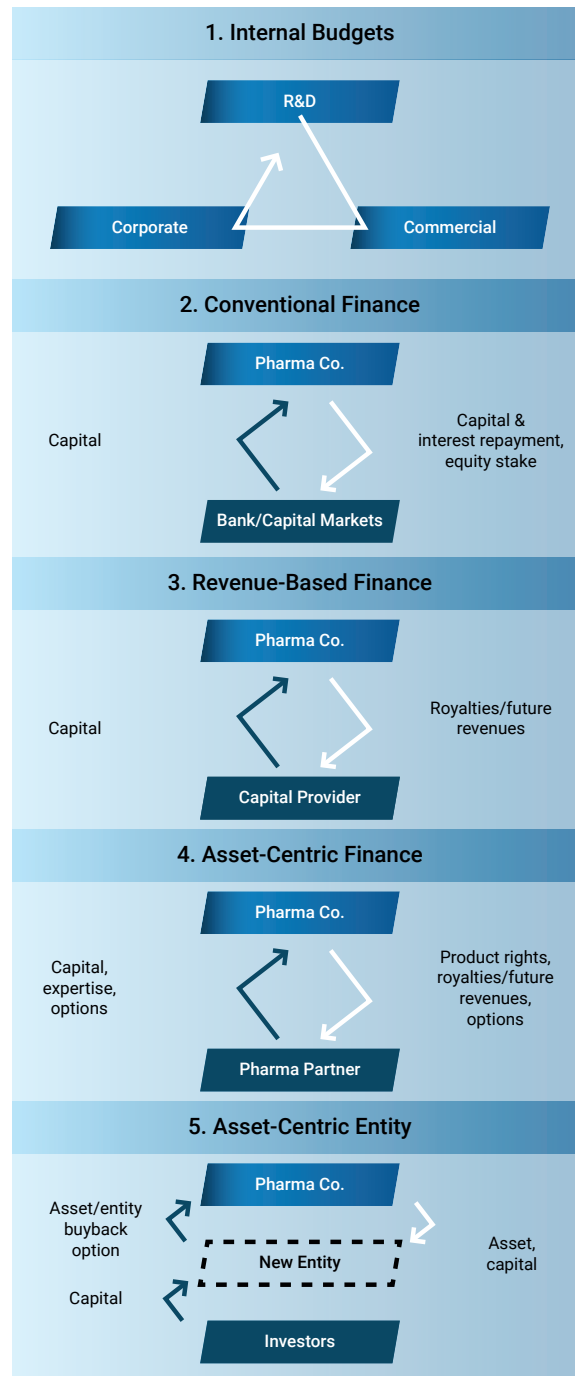 1. Internal Budgets
R&D
Corporate
Commercial
2. Conventional Finance
Pharma Co.
Capital
Capital &
interest repayment,
equity stake
Bank/Capital Markets
3. Revenue-Based Finance
Pharma Co.
Capital
Royalties/future
revenues
Capital Provider
4. Asset-Centric Finance
Pharma Co.
Capital,
expertise,
options
Product rights,
royalties/future
revenues,
options
Pharma Partner
5. Asset-Centric Entity
Pharma Co.
Asset/entity
buyback
option
New Entity
Asset,
capital
Capital
Investors